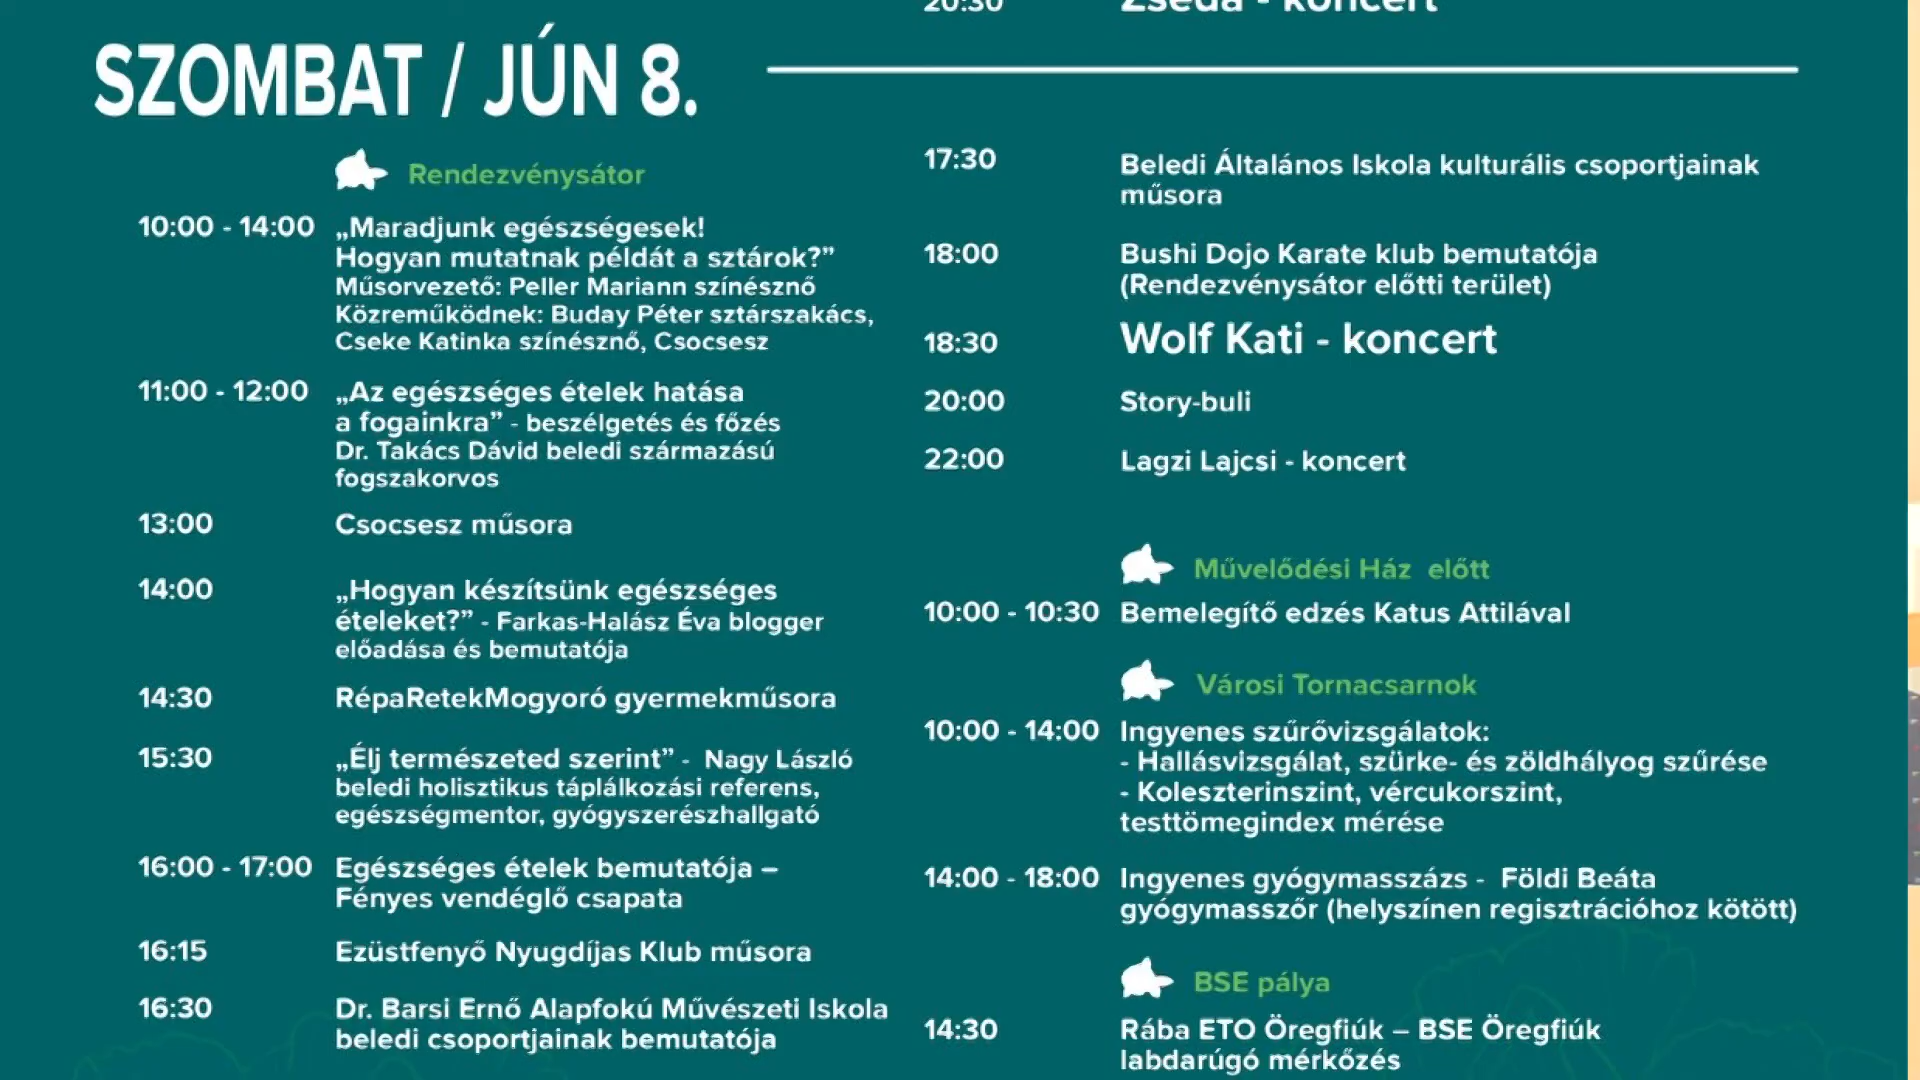 20:30 Zséda - koncert
SZOMBAT / JÚN 8.
Rendezvénysátor
10:00 - 14:00 „Maradjunk egészségesek!
Hogyan mutatnak példát a sztárok?”
Műsorvezető: Peller Mariann színésznő
Közreműködnek: Buday Péter sztárszakács,
Cseke Katinka színésznő, Csocsesz
11:00 - 12:00 „Az egészséges ételek hatása
a fogainkra” - beszélgetés és főzés
Dr. Takács Dávid beledi származású
fogszakorvos
13:00 Csocsesz műsora
14:00 „Hogyan készítsünk egészséges
ételeket?” - Farkas-Halász Éva blogger
előadása és bemutatója
14:30 RépaRetekMogyoró gyermekműsora
15:30 „Élj természeted szerint” - Nagy László
beledi holisztikus táplálkozási referens,
egészségmentor, gyógyszerészhallgató
16:00 - 17:00 Egészséges ételek bemutatója –
Fényes vendéglő csapata
16:15 Ezüstfenyő Nyugdíjas Klub műsora
16:30 Dr. Barsi Ernő Alapfokú Művészeti Iskola
beledi csoportjainak bemutatója
17:30 Beledi Általános Iskola kulturális csoportjainak
műsora
18:00 Bushi Dojo Karate klub bemutatója
(Rendezvénysátor előtti terület)
18:30 Wolf Kati - koncert
20:00 Story-buli
22:00 Lagzi Lajcsi - koncert
Művelődési Ház előtt
10:00 - 10:30 Bemelegítő edzés Katus Attilával
Városi Tornacsarnok
10:00 - 14:00 Ingyenes szűrővizsgálatok:
- Hallásvizsgálat, szürke- és zöldhályog szűrése
- Koleszterinszint, vércukorszint,
testtömegindex mérése
14:00 - 18:00 Ingyenes gyógymasszázs - Földi Beáta
gyógymasszőr (helyszínen regisztrációhoz kötött)
BSE pálya
14:30 Rába ETO Öregfiúk – BSE Öregfiúk
labdarúgó mérkőzés